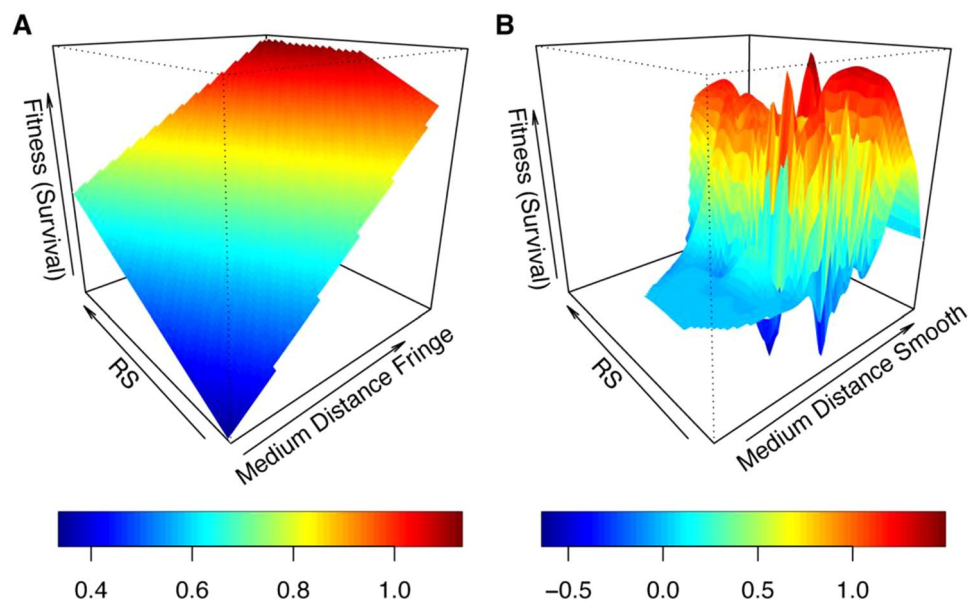 A
B
Fitness (Survival)
RS
Medium Distance Fringe
Fitness (Survival)
RS
Medium Distance Smooth
0.4 0.6 0.8 1.0
−0.5 0.0 0.5 1.0